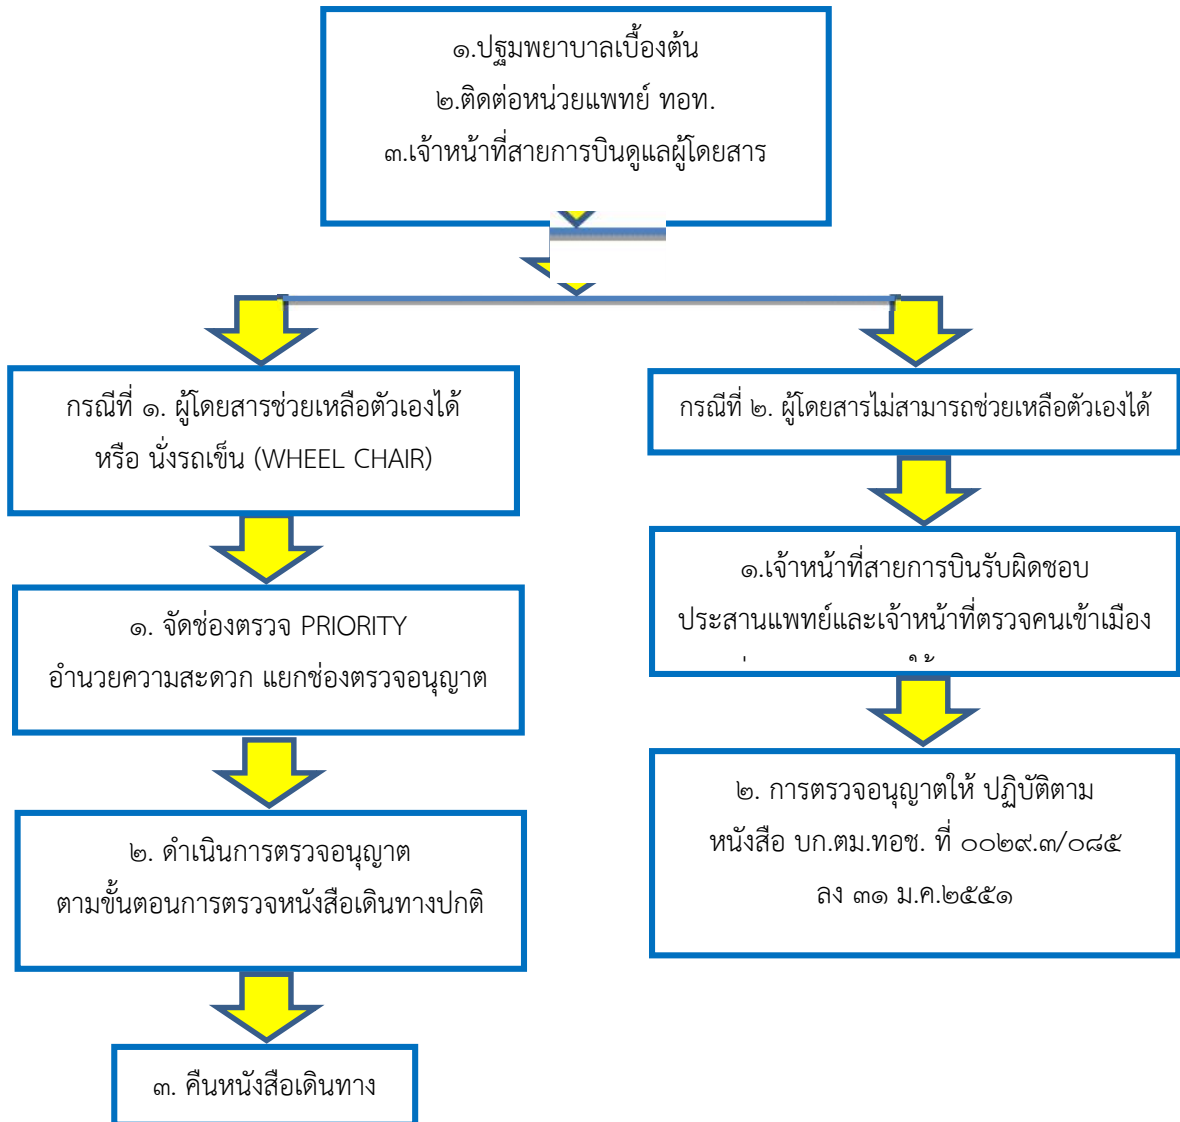 ๑.ปฐมพยาบาลเบื้องต้น
๒.ติดต่อหน่วยแพทย์ ทอท.
๓.เจ้าหน้าที่สายการบินดูแลผู้โดยสาร
กรณีที่ ๑. ผู้โดยสารช่วยเหลือตัวเองได้
หรือ นั่งรถเข็น (WHEEL CHAIR)
๑. จัดช่องตรวจ PRIORITY
อำนวยความสะดวก แยกช่องตรวจอนุญาต
๒. ดำเนินการตรวจอนุญาต
ตามขั้นตอนการตรวจหนังสือเดินทางปกติ
๓. คืนหนังสือเดินทาง
กรณีที่ ๒. ผู้โดยสารไม่สามารถช่วยเหลือตัวเองได้
๑.เจ้าหน้าที่สายการบินรับผิดชอบ
ประสานแพทย์และเจ้าหน้าที่ตรวจคนเข้าเมือง
๒. การตรวจอนุญาตให้ ปฏิบัติตาม
หนังสือ บก.ตม.ทอช. ที่ ๐๐๒๙.๓/๐๘๕
ลง ๓๑ ม.ค.๒๕๕๑